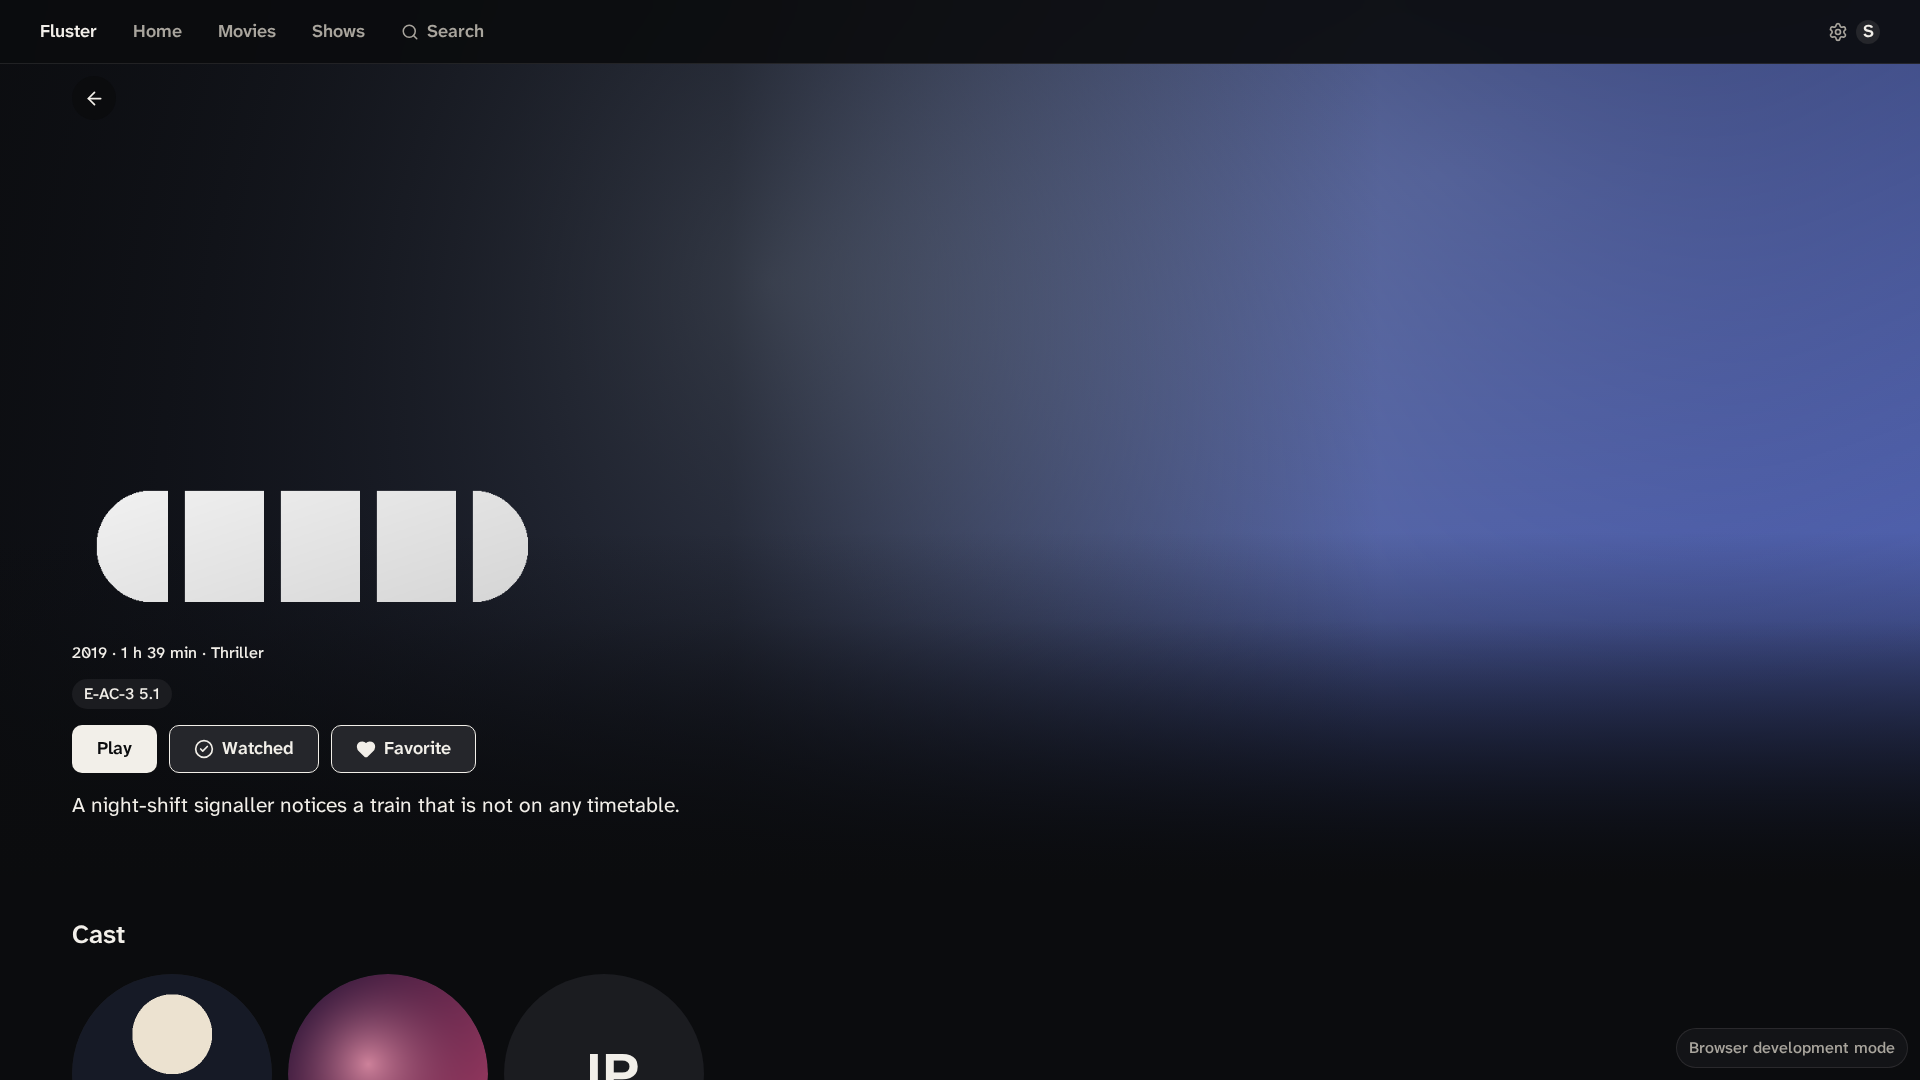 Fluster Home Movies Shows Search S
2019 · 1 h 39 min · Thriller
E-AC-3 5.1
Play Watched Favorite
A night-shift signaller notices a train that is not on any timetable.
Cast
Browser development mode